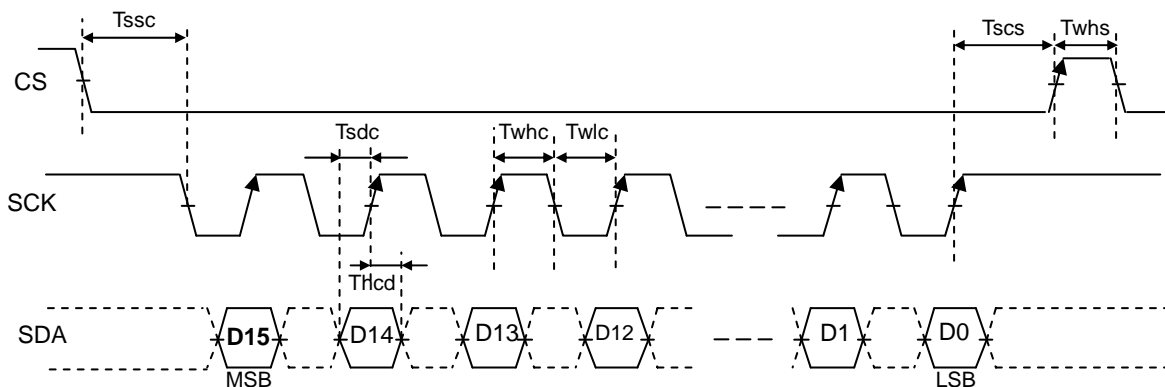 Tssc
Tscs
Twhs
CS
Tsdc
Twhc
Twlc
SCK
Thcd
SDA
D15
D14
D13
D12
D1
D0
MSB
LSB